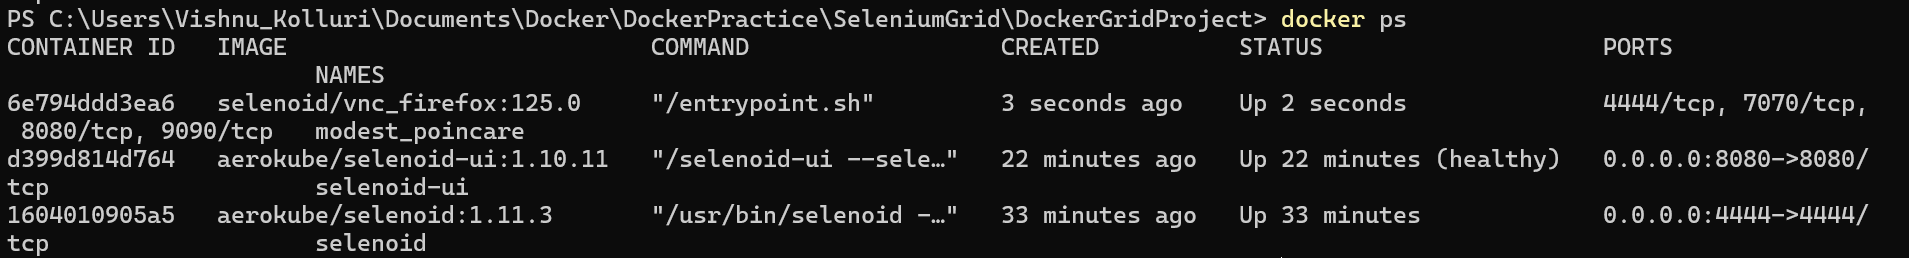 PS C:\Users\Vishnu_Kolluri\Documents\Docker\DockerPractice\SeleniumGrid\DockerGridProject> docker ps
CONTAINER ID   IMAGE                          COMMAND                  CREATED          STATUS                    PORTS
                      NAMES
6e794ddd3ea6   selenoid/vnc_firefox:125.0     "/entrypoint.sh"         3 seconds ago    Up 2 seconds              4444/tcp, 7070/tcp,
 8080/tcp, 9090/tcp   modest_poincare
d399d814d764   aerokube/selenoid-ui:1.10.11   "/selenoid-ui --sele…"   22 minutes ago   Up 22 minutes (healthy)   0.0.0.0:8080->8080/
tcp                   selenoid-ui
1604010905a5   aerokube/selenoid:1.11.3       "/usr/bin/selenoid -…"   33 minutes ago   Up 33 minutes             0.0.0.0:4444->4444/
tcp                   selenoid